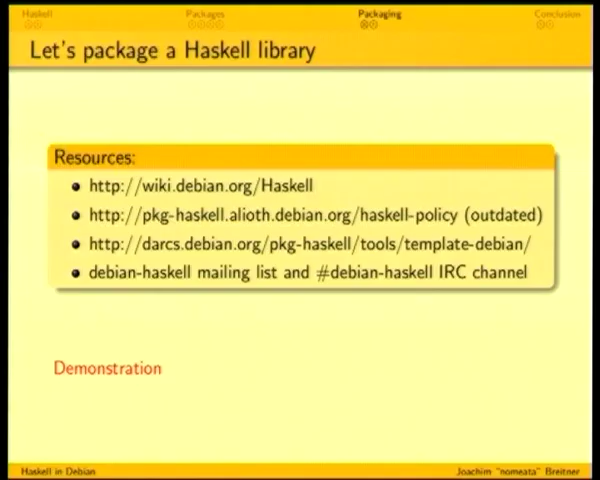 Haskell Packages Packaging Conclusion
Let's package a Haskell library
Resources:
http://wiki.debian.org/Haskell
http://pkg-haskell.alioth.debian.org/haskell-policy (outdated)
http://darcs.debian.org/pkg-haskell/tools/template-debian/
debian-haskell mailing list and #debian-haskell IRC channel
Demonstration
Haskell in Debian Joachim "nomeata" Breitner